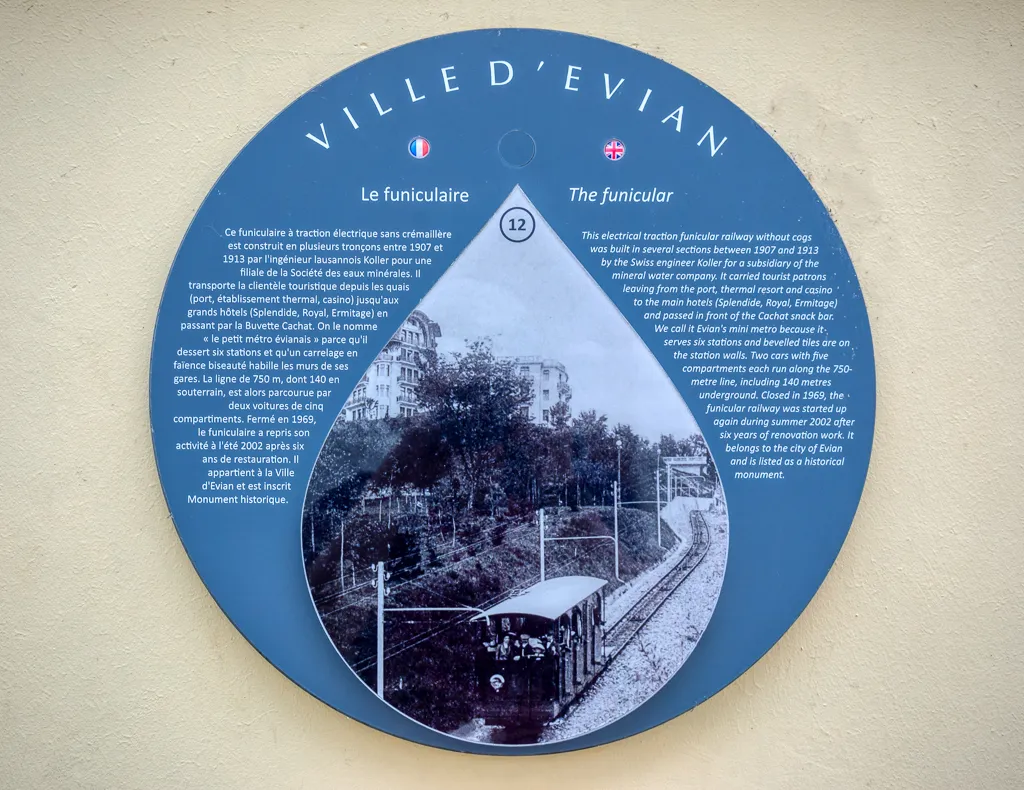 VILLE D'EVIAN
Le funiculaire
Ce funiculaire à traction électrique sans crémaillère
est construit en plusieurs tronçons entre 1907 et
1913 par l'ingénieur lausannois Koller pour une
filiale de la Société des eaux minérales. Il
transporte la clientèle touristique depuis les quais
(port, établissement thermal, casino) jusqu'aux
grands hôtels (Splendide, Royal, Ermitage) en
passant par la Buvette Cachat. On le nomme
« le petit métro évianais » parce qu'il
dessert six stations et qu'un carrelage en
faïence biseauté habille les murs de ses
gares. La ligne de 750 m, dont 140 en
souterrain, est alors parcourue par
deux voitures de cinq
compartiments. Fermé en 1969,
le funiculaire a repris son
activité à l'été 2002 après six
ans de restauration. Il
appartient à la Ville
d'Evian et est inscrit
Monument historique.
12
The funicular
This electrical traction funicular railway without cogs
was built in several sections between 1907 and 1913
by the Swiss engineer Koller for a subsidiary of the
mineral water company. It carried tourist patrons
leaving from the port, thermal resort and casino
to the main hotels (Splendide, Royal, Ermitage)
and passed in front of the Cachat snack bar.
We call it Evian's mini metro because it
serves six stations and bevelled tiles are on
the station walls. Two cars with five
compartments each run along the 750-
metre line, including 140 metres
underground. Closed in 1969, the
funicular railway was started up
again during summer 2002 after
six years of renovation work. It
belongs to the city of Evian
and is listed as a historical
monument.